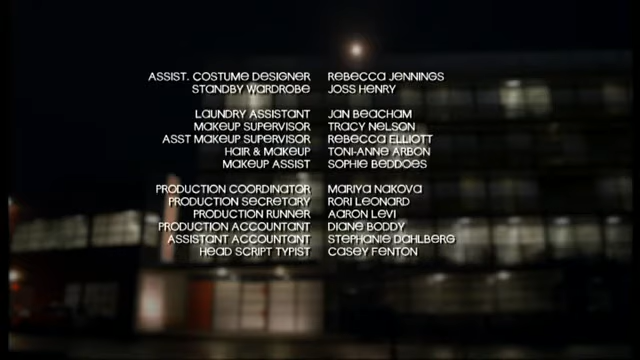 ASSIST. COSTUME DESIGNER REBECCA JENNINGS
STANDBY WARDROBE JOSS HENRY
LAUNDRY ASSISTANT JAN BEACHAM
MAKEUP SUPERVISOR TRACY NELSON
ASST MAKEUP SUPERVISOR REBECCA ELLIOTT
HAIR & MAKEUP TONI-ANNE ARBON
MAKEUP ASSIST SOPHIE BEDDOES
PRODUCTION COORDINATOR MARIYA NAKOVA
PRODUCTION SECRETARY RORI LEONARD
PRODUCTION RUNNER AARON LEVI
PRODUCTION ACCOUNTANT DIANE BODDY
ASSISTANT ACCOUNTANT STEPHANIE DAHLBERG
HEAD SCRIPT TYPIST CASEY FENTON